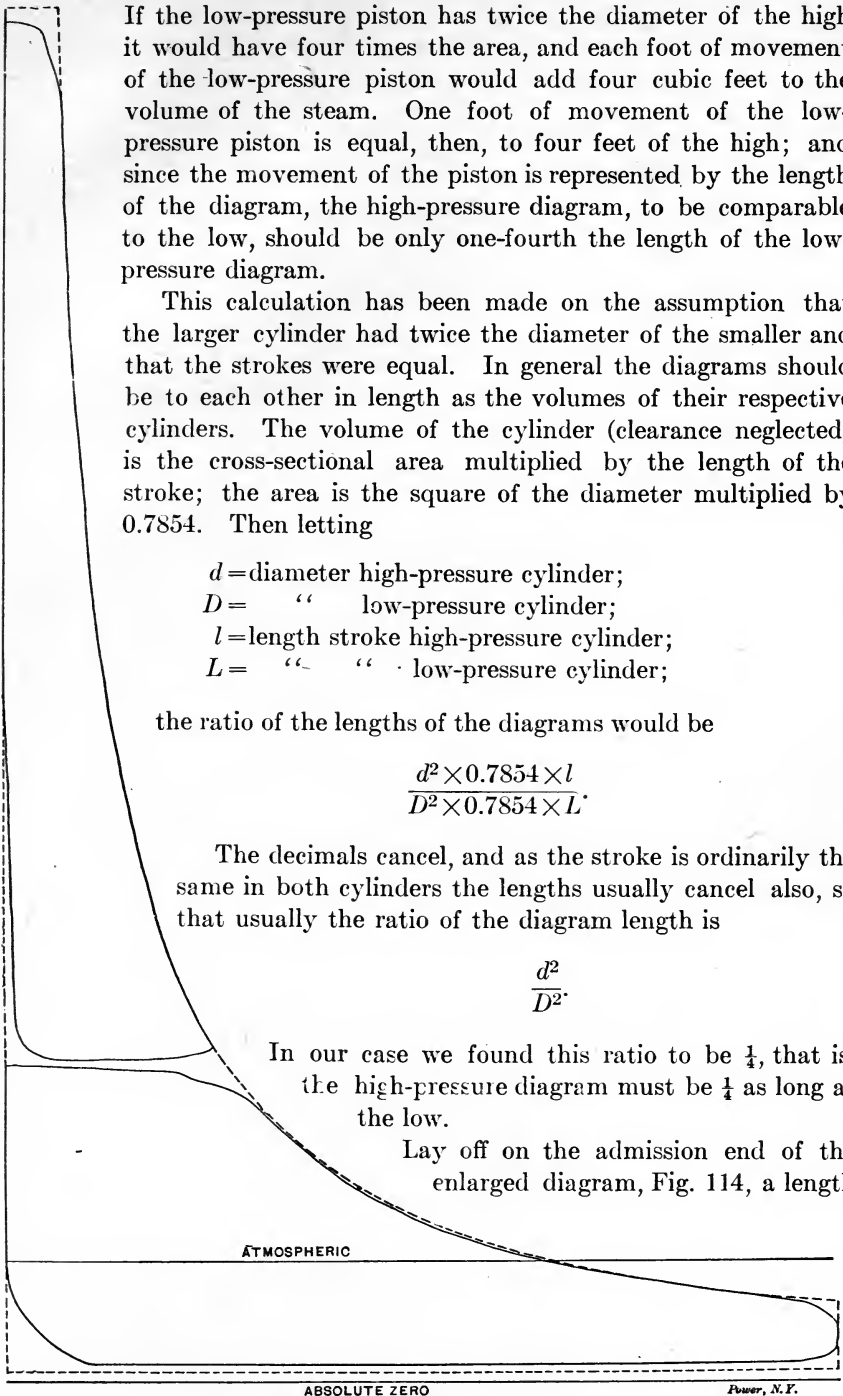 If the low-pressure piston has twice the diameter of the high
it would have four times the area, and each foot of movement
of the low-pressure piston would add four cubic feet to the
volume of the steam. One foot of movement of the low-
pressure piston is equal, then, to four feet of the high; and
since the movement of the piston is represented by the length
of the diagram, the high-pressure diagram, to be comparable
to the low, should be only one-fourth the length of the low
pressure diagram.
This calculation has been made on the assumption that
the larger cylinder had twice the diameter of the smaller and
that the strokes were equal. In general the diagrams should
be to each other in length as the volumes of their respective
cylinders. The volume of the cylinder (clearance neglected
is the cross-sectional area multiplied by the length of the
stroke; the area is the square of the diameter multiplied by
0.7854. Then letting
d=diameter high-pressure cylinder;
D= “ low-pressure cylinder;
l=length stroke high-pressure cylinder;
L= “ “ low-pressure cylinder;
the ratio of the lengths of the diagrams would be
d²×0.7854×l
D²×0.7854×L.
The decimals cancel, and as the stroke is ordinarily th
same in both cylinders the lengths usually cancel also, s
that usually the ratio of the diagram length is
d²
D².
In our case we found this ratio to be ¼, that is
the high-pressure diagram must be ¼ as long a
the low.
Lay off on the admission end of th
enlarged diagram, Fig. 114, a length
ATMOSPHERIC
ABSOLUTE ZERO
Power, N.Y.